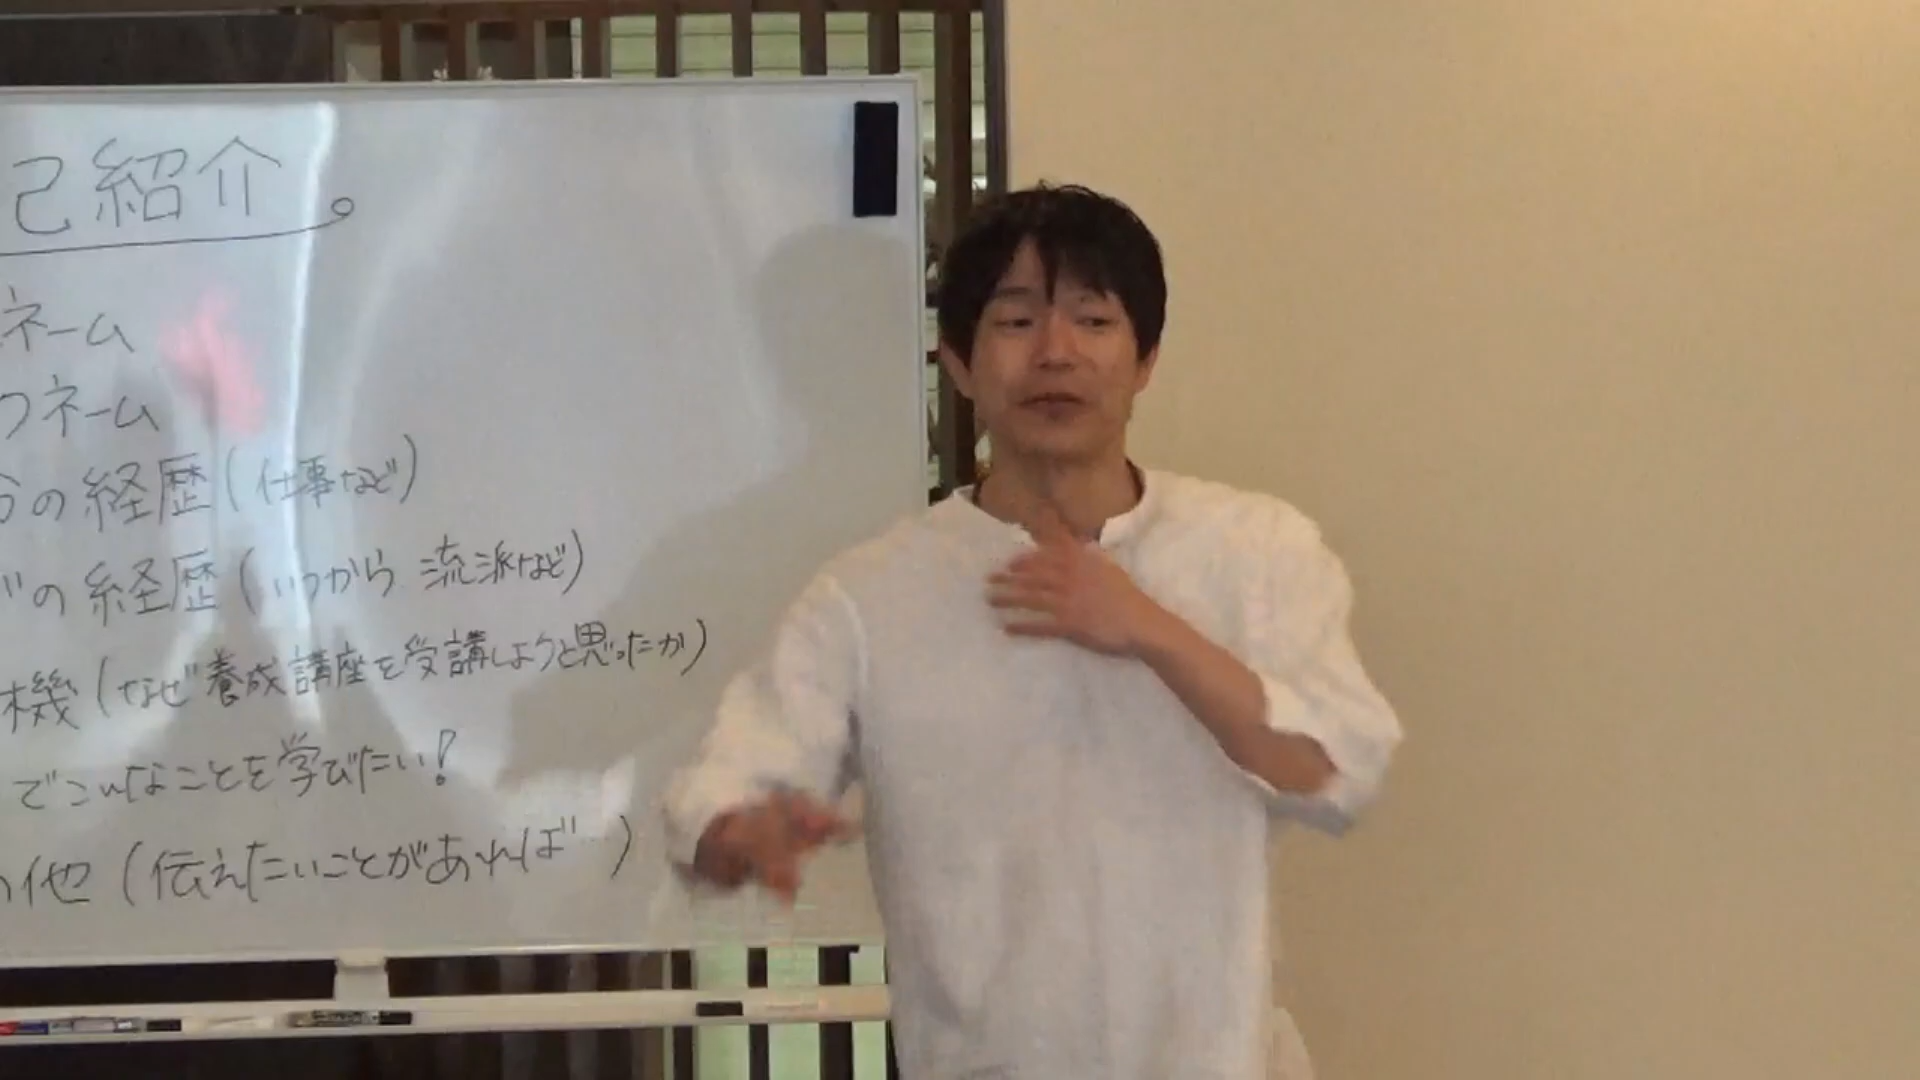 己紹介
ネーム
クネーム
分の経歴(仕事など)
の経歴(いつから 流派など)
機(なぜ養成講座を受講しようと思ったか)
でこんなことを学びたい!
の他(伝えたいことがあれば…)